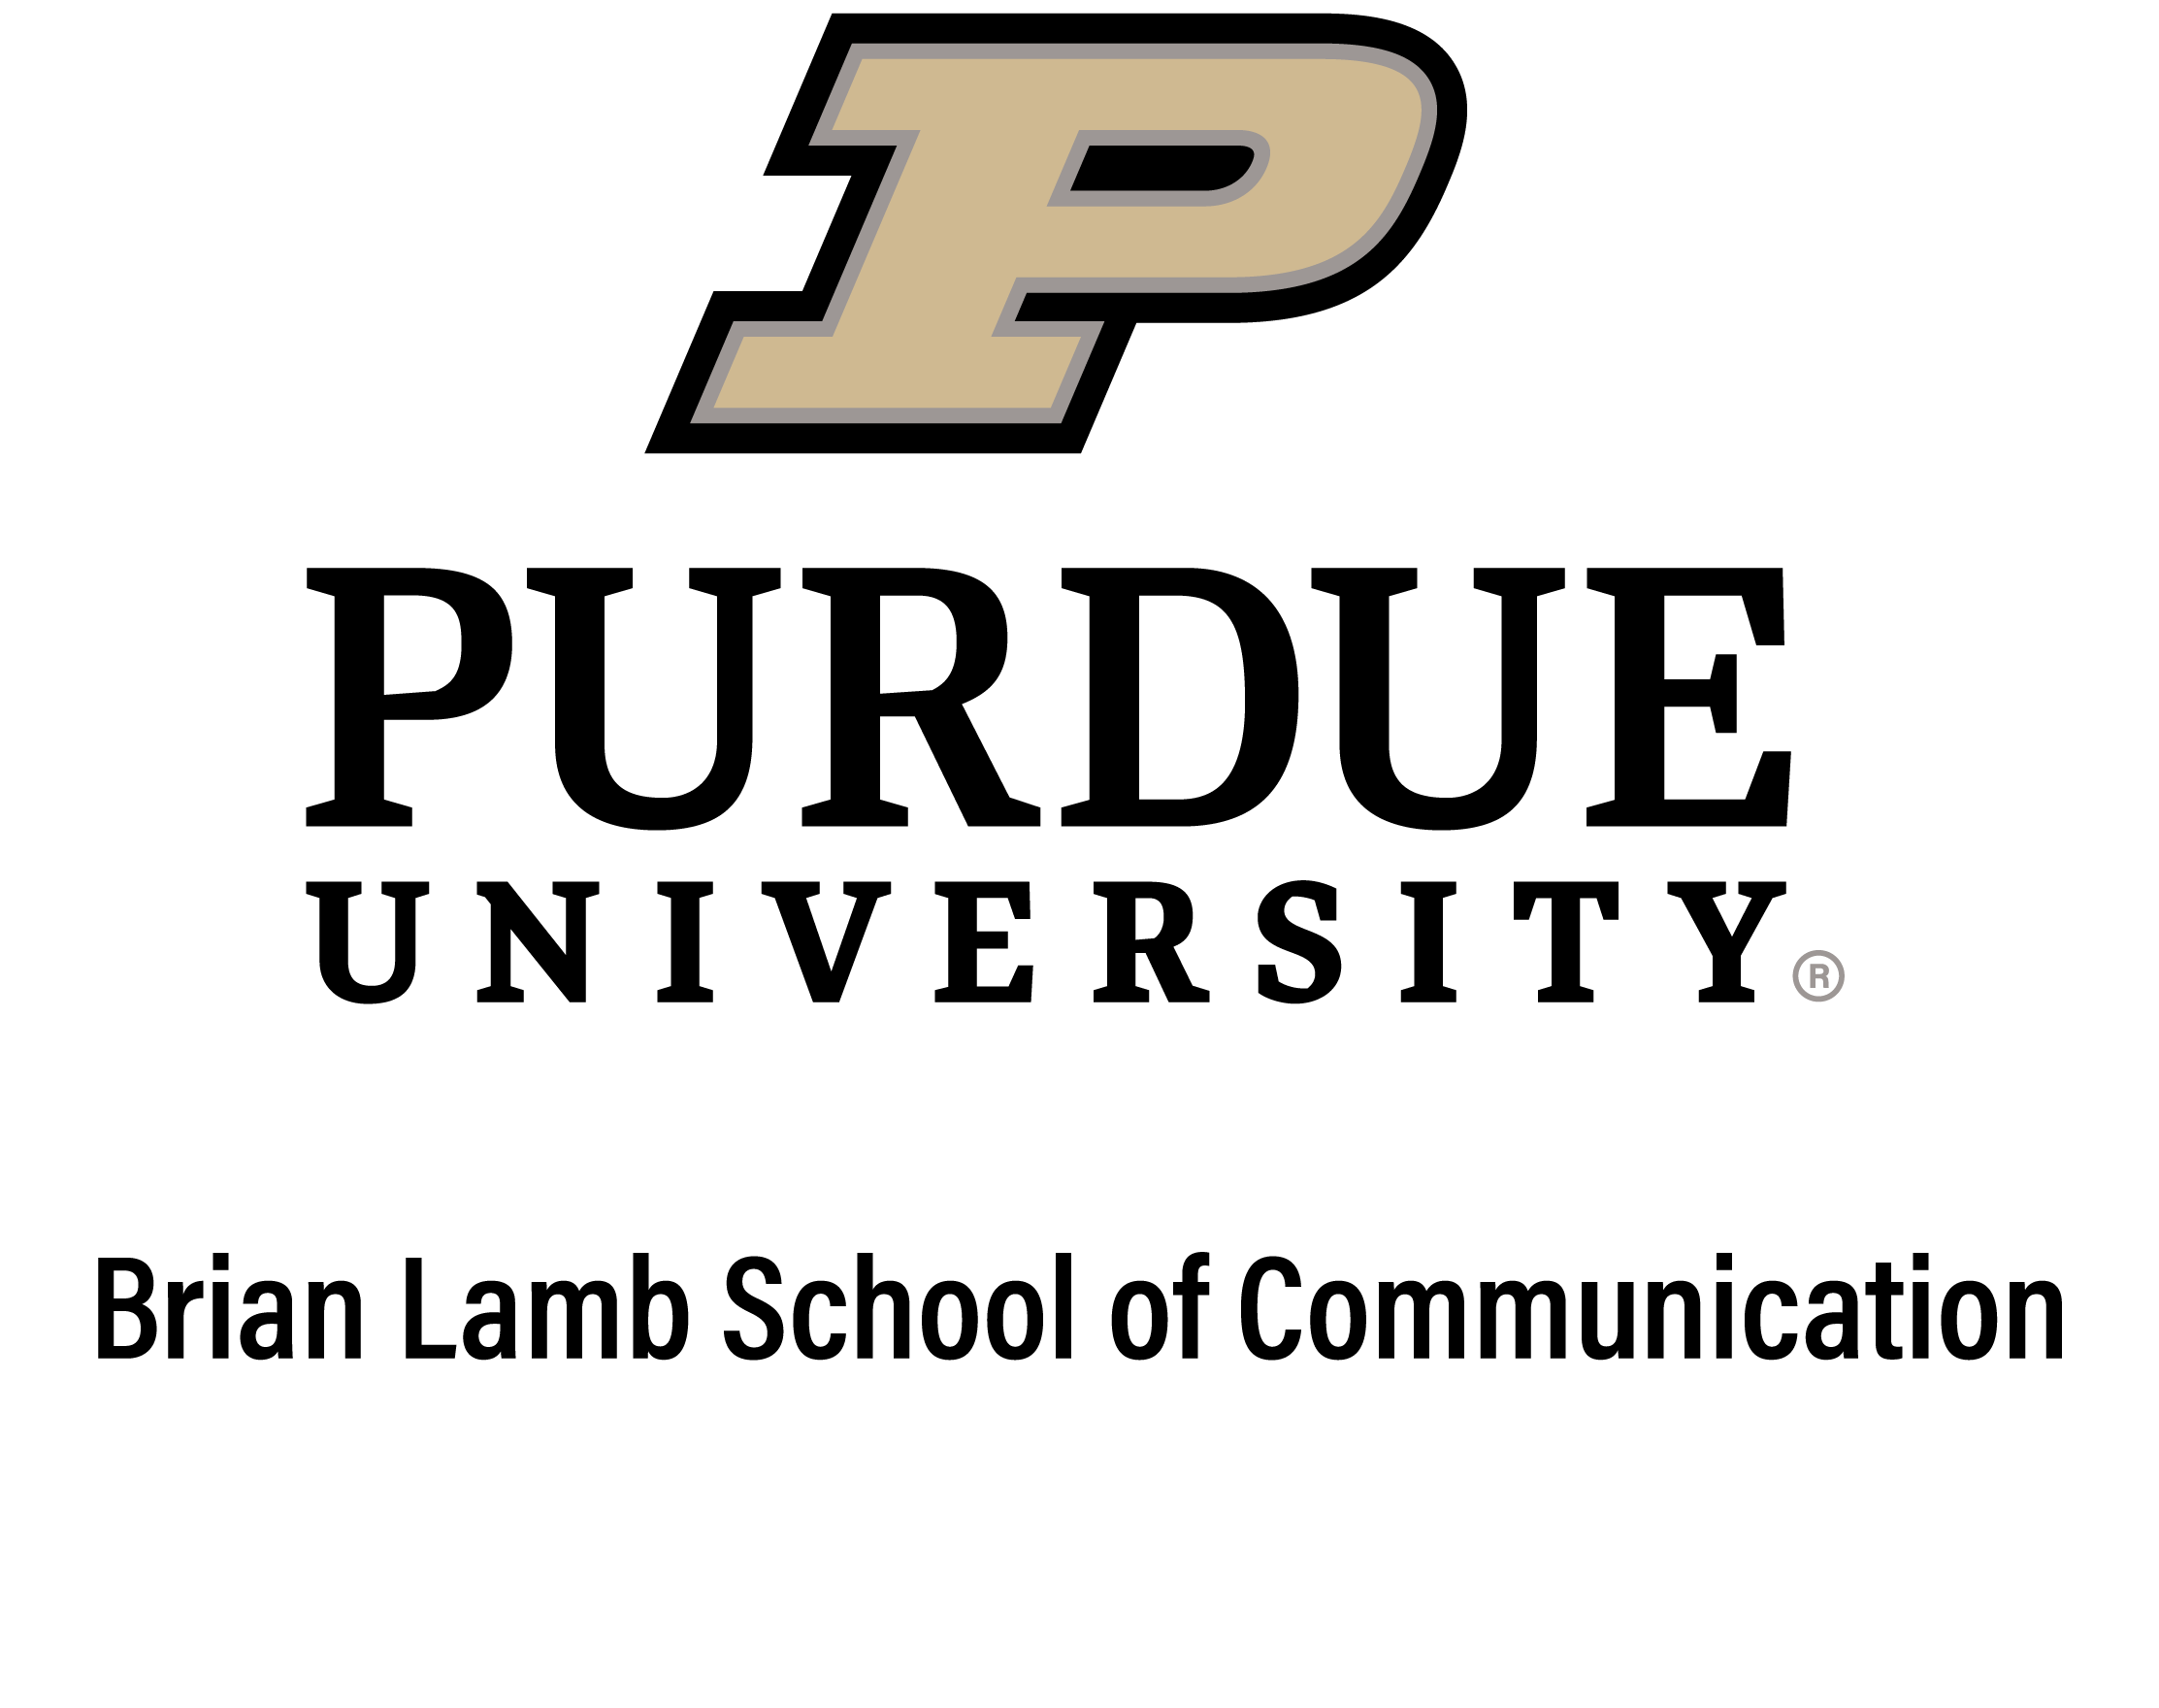 P
PURDUE
UNIVERSITY®
Brian Lamb School of Communication